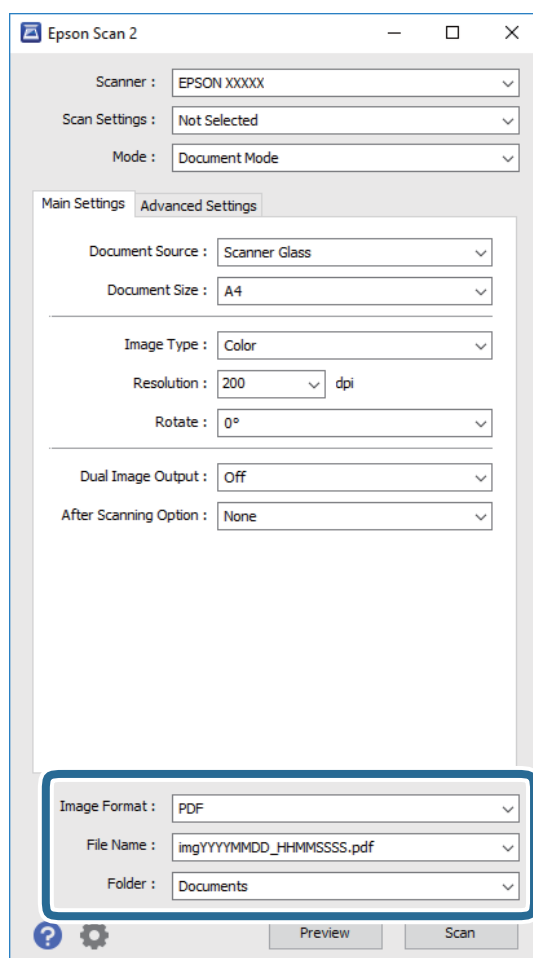 Epson Scan 2
Scanner : EPSON XXXXX
Scan Settings : Not Selected
Mode : Document Mode
Main Settings Advanced Settings
Document Source : Scanner Glass
Document Size : A4
Image Type : Color
Resolution : 200 dpi
Rotate : 0°
Dual Image Output : Off
After Scanning Option : None
Image Format : PDF
File Name : imgYYYYMMDD_HHMMSSSS.pdf
Folder : Documents
? Preview Scan